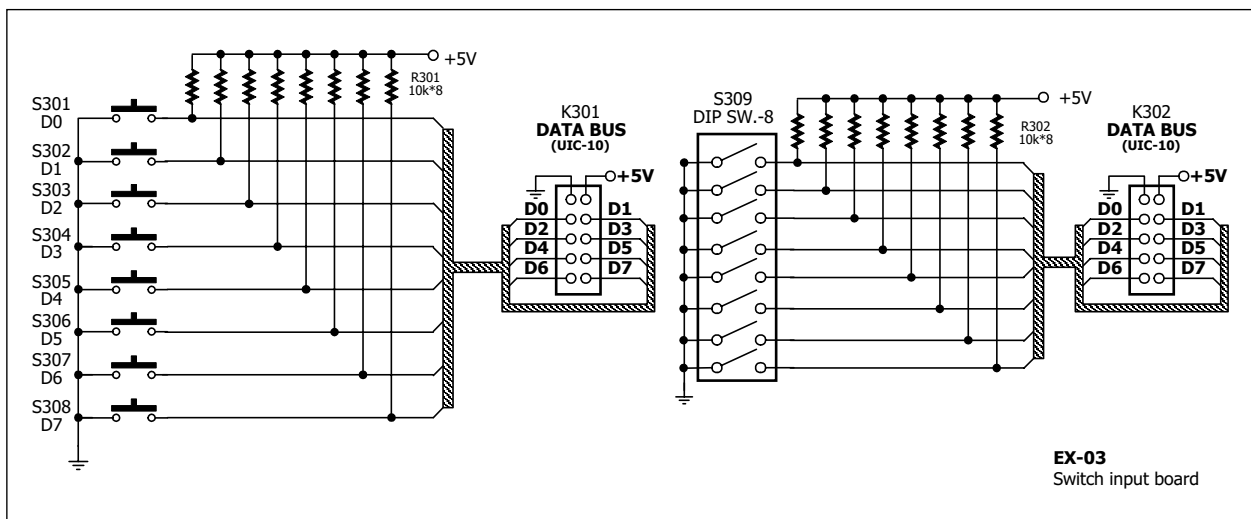 S301
D0
S302
D1
S303
D2
S304
D3
S305
D4
S306
D5
S307
D6
S308
D7
+5V
R301
10k*8
K301
DATA BUS
(UIC-10)
+5V
D0 D1
D2 D3
D4 D5
D6 D7
S309
DIP SW.-8
+5V
R302
10k*8
K302
DATA BUS
(UIC-10)
+5V
D0 D1
D2 D3
D4 D5
D6 D7
EX-03
Switch input board